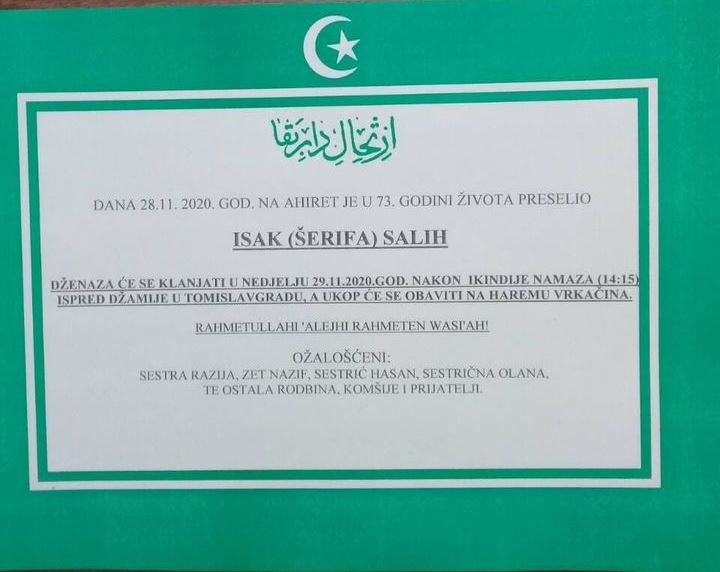 ارتحال دار بقا
DANA 28.11. 2020. GOD. NA AHIRET JE U 73. GODINI ŽIVOTA PRESELIO
ISAK (ŠERIFA) SALIH
DŽENAZA ĆE SE KLANJATI U NEDJELJU 29.11.2020.GOD. NAKON IKINDIJE NAMAZA (14:15)
ISPRED DŽAMIJE U TOMISLAVGRADU, A UKOP ĆE SE OBAVITI NA HAREMU VRKAČINA.
RAHMETULLAHI 'ALEJHI RAHMETEN WASI'AH!
OŽALOŠĆENI:
SESTRA RAZIJA, ZET NAZIF, SESTRIĆ HASAN, SESTRIČNA OLANA,
TE OSTALA RODBINA, KOMŠIJE I PRIJATELJI.